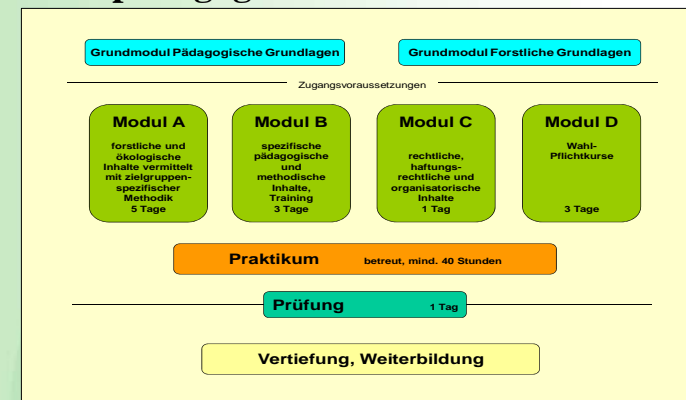 Grundmodul Pädagogische Grundlagen
Grundmodul Forstliche Grundlagen
Zugangsvoraussetzungen
Modul A
forstliche und
ökologische
Inhalte vermittelt
mit zielgruppen-
spezifischer
Methodik
5 Tage
Modul B
spezifische
pädagogische
und
methodische
Inhalte,
Training
3 Tage
Modul C
rechtliche,
haftungs-
rechtliche und
organisatorische
Inhalte
1 Tag
Modul D
Wahl-
Pflichtkurse
3 Tage
Praktikum betreut, mind. 40 Stunden
Prüfung 1 Tag
Vertiefung, Weiterbildung